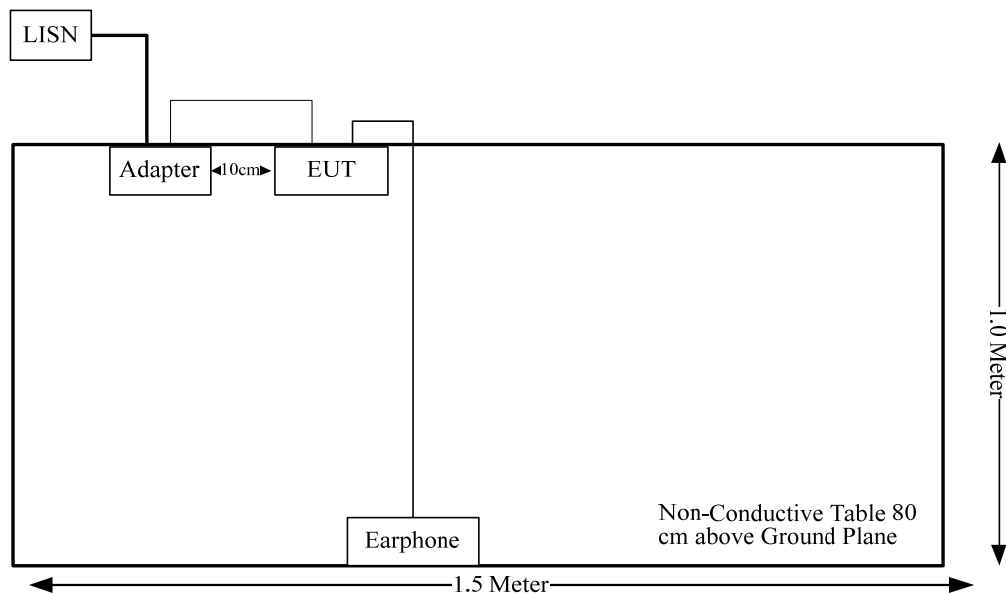 LISN
Adapter
10cm
EUT
1.0 Meter
Earphone
Non-Conductive Table 80
cm above Ground Plane
1.5 Meter